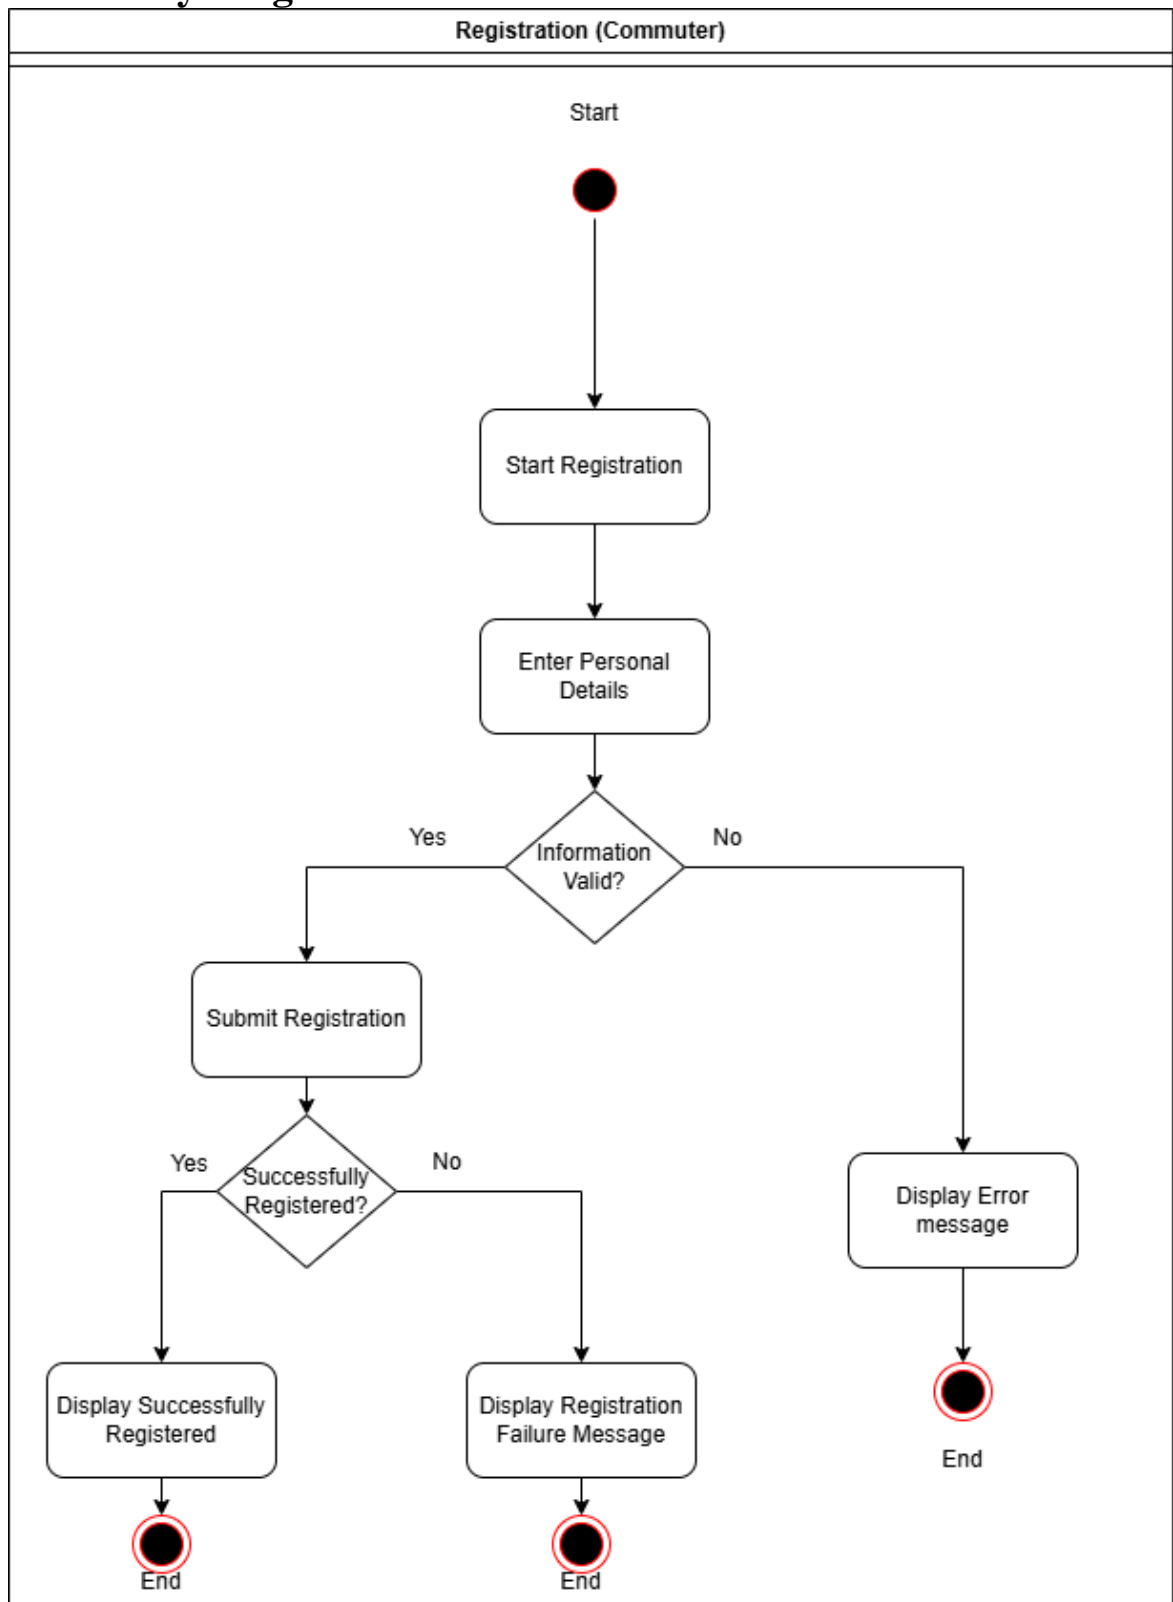 Registration (Commuter)
Start
Start Registration
Enter Personal
Details
Yes
No
Information
Valid?
Submit Registration
Yes
No
Successfully
Registered?
Display Error
message
Display Successfully
Registered
Display Registration
Failure Message
End
End
End